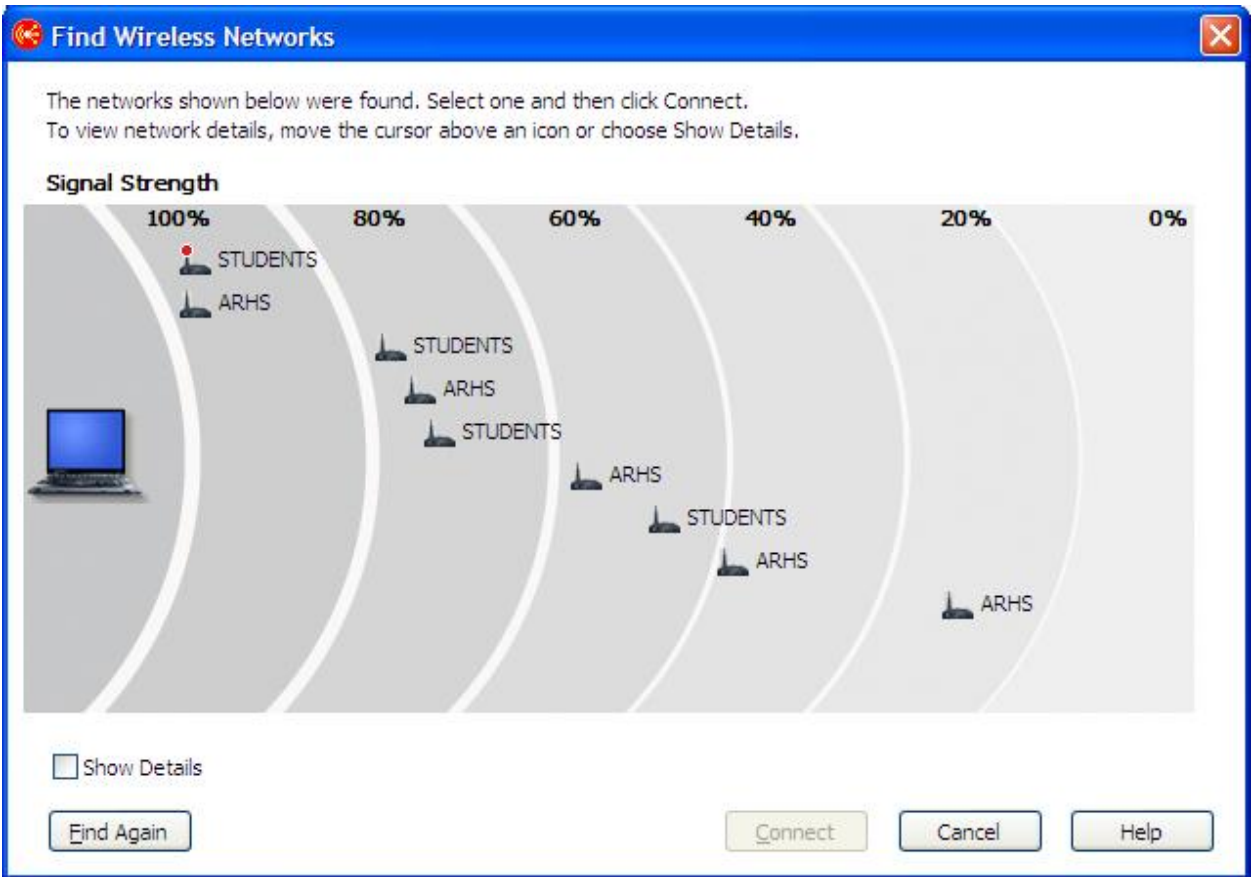 Find Wireless Networks
The networks shown below were found. Select one and then click Connect.
To view network details, move the cursor above an icon or choose Show Details.
Signal Strength
100% 80% 60% 40% 20% 0%
STUDENTS
ARHS
STUDENTS
ARHS
STUDENTS
ARHS
STUDENTS
ARHS
ARHS
Show Details
Find Again Connect Cancel Help